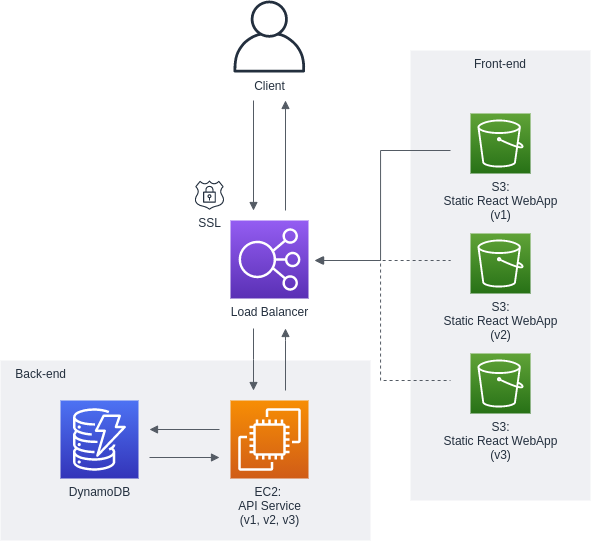 Client
Front-end
S3:
Static React WebApp
(v1)
SSL
Load Balancer
S3:
Static React WebApp
(v2)
Back-end
S3:
Static React WebApp
(v3)
DynamoDB
EC2:
API Service
(v1, v2, v3)